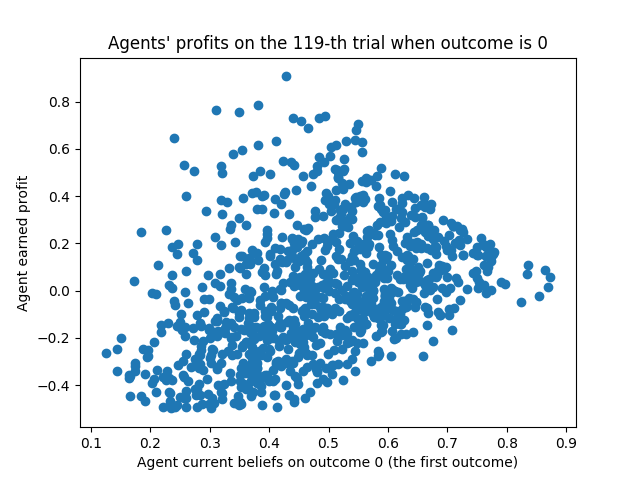 Agents' profits on the 119-th trial when outcome is 0
0.8
0.6
0.4
0.2
0.0
−0.2
−0.4
Agent earned profit
0.1 0.2 0.3 0.4 0.5 0.6 0.7 0.8 0.9
Agent current beliefs on outcome 0 (the first outcome)